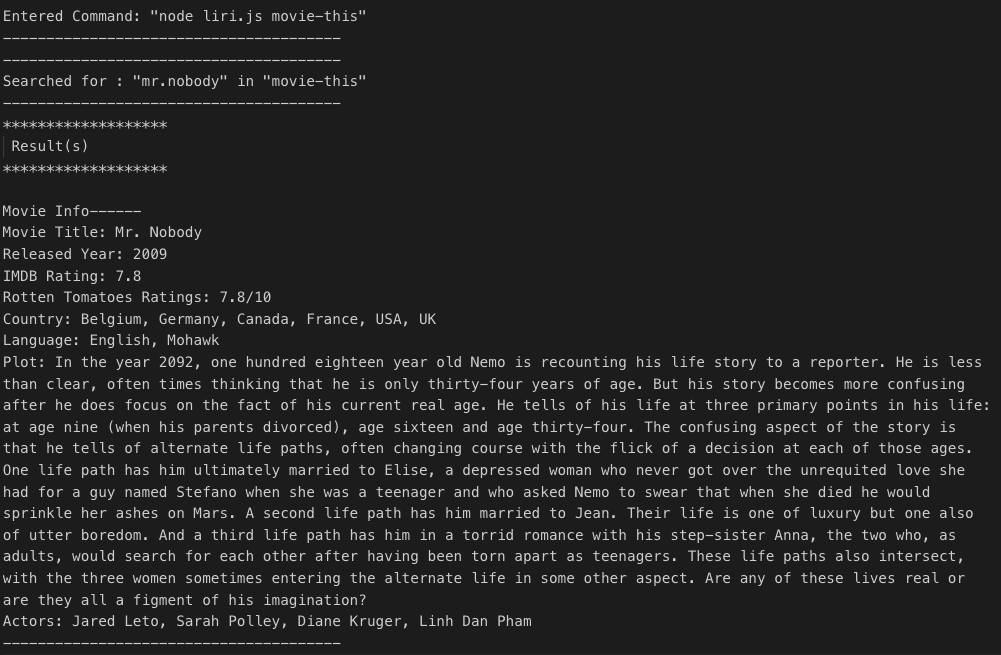 Entered Command: "node liri.js movie-this"
---------------------------------------
---------------------------------------
Searched for : "mr.nobody" in "movie-this"
---------------------------------------
*******************
Result(s)
*******************
Movie Info------
Movie Title: Mr. Nobody
Released Year: 2009
IMDB Rating: 7.8
Rotten Tomatoes Ratings: 7.8/10
Country: Belgium, Germany, Canada, France, USA, UK
Language: English, Mohawk
Plot: In the year 2092, one hundred eighteen year old Nemo is recounting his life story to a reporter. He is less
than clear, often times thinking that he is only thirty-four years of age. But his story becomes more confusing
after he does focus on the fact of his current real age. He tells of his life at three primary points in his life:
at age nine (when his parents divorced), age sixteen and age thirty-four. The confusing aspect of the story is
that he tells of alternate life paths, often changing course with the flick of a decision at each of those ages.
One life path has him ultimately married to Elise, a depressed woman who never got over the unrequited love she
had for a guy named Stefano when she was a teenager and who asked Nemo to swear that when she died he would
sprinkle her ashes on Mars. A second life path has him married to Jean. Their life is one of luxury but one also
of utter boredom. And a third life path has him in a torrid romance with his step-sister Anna, the two who, as
adults, would search for each other after having been torn apart as teenagers. These life paths also intersect,
with the three women sometimes entering the alternate life in some other aspect. Are any of these lives real or
are they all a figment of his imagination?
Actors: Jared Leto, Sarah Polley, Diane Kruger, Linh Dan Pham
---------------------------------------